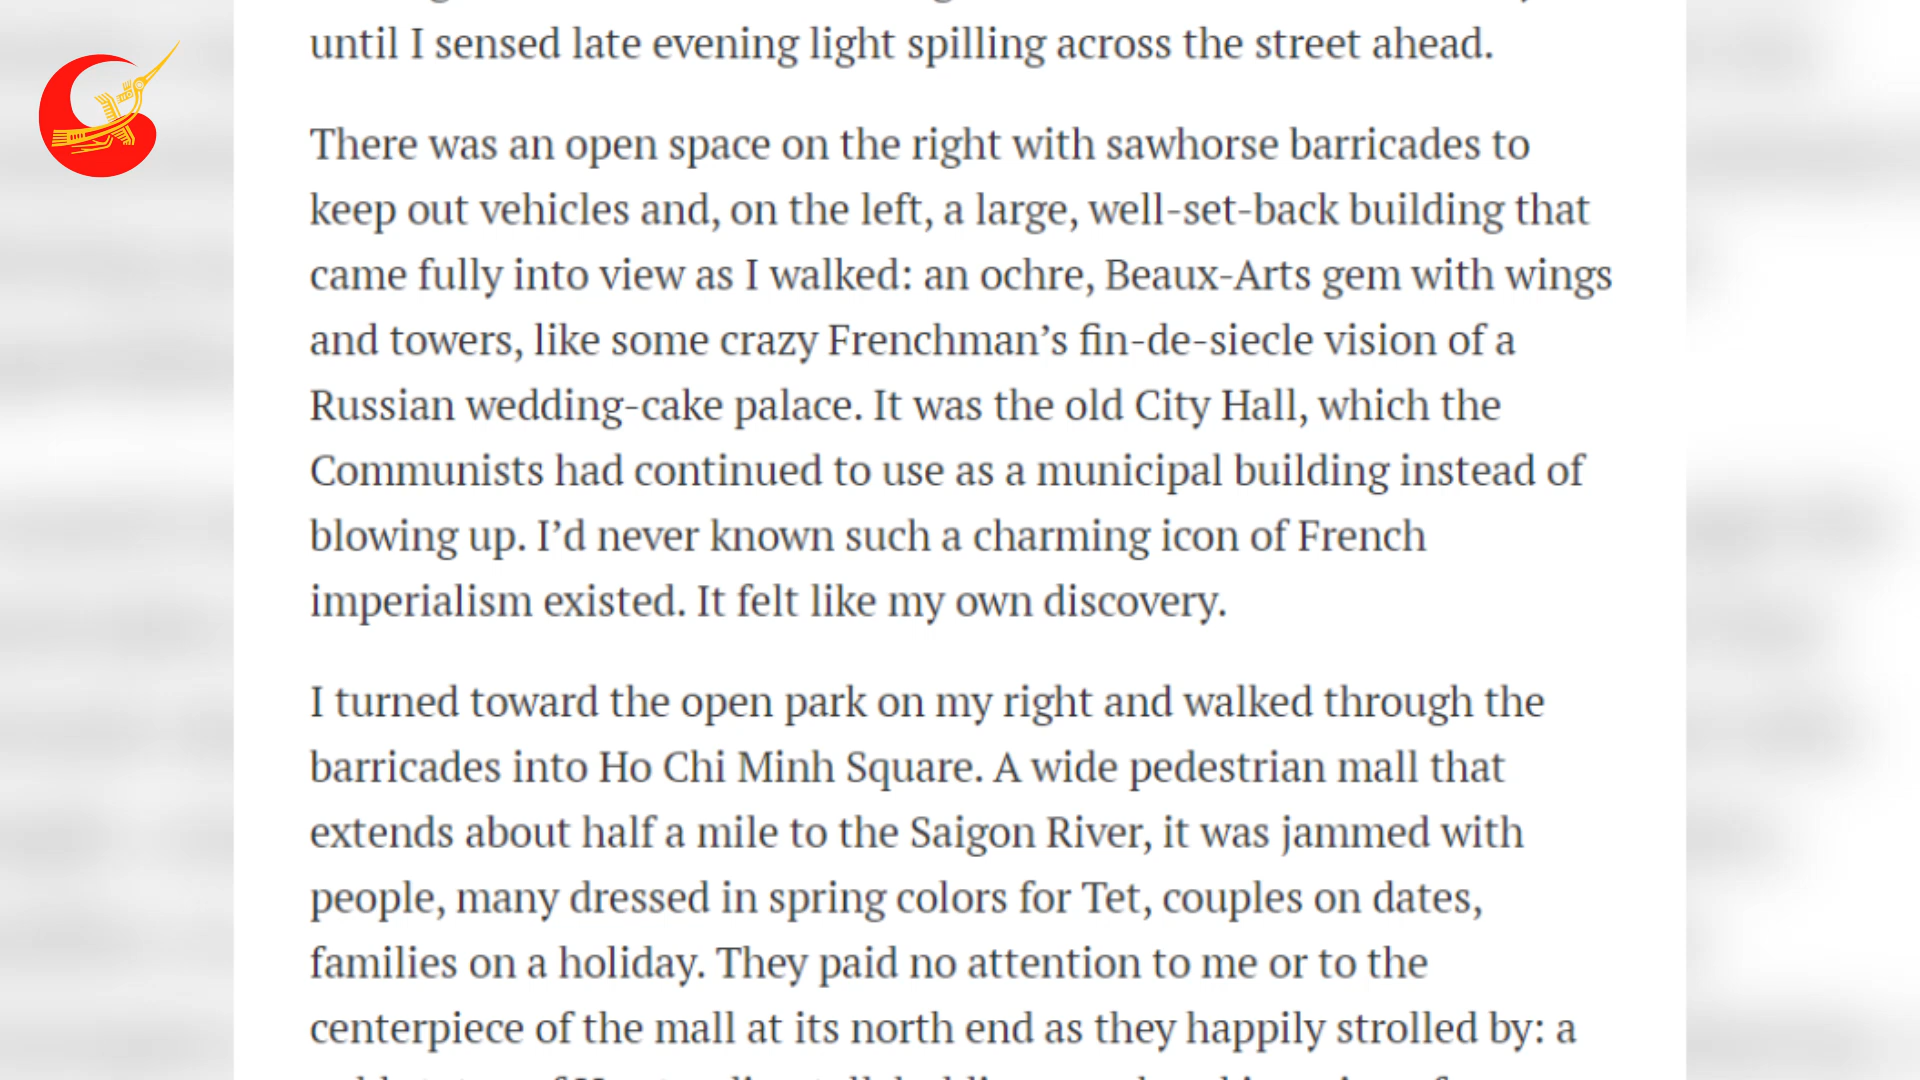 until I sensed late evening light spilling across the street ahead.
There was an open space on the right with sawhorse barricades to
keep out vehicles and, on the left, a large, well-set-back building that
came fully into view as I walked: an ochre, Beaux-Arts gem with wings
and towers, like some crazy Frenchman’s fin-de-siecle vision of a
Russian wedding-cake palace. It was the old City Hall, which the
Communists had continued to use as a municipal building instead of
blowing up. I’d never known such a charming icon of French
imperialism existed. It felt like my own discovery.
I turned toward the open park on my right and walked through the
barricades into Ho Chi Minh Square. A wide pedestrian mall that
extends about half a mile to the Saigon River, it was jammed with
people, many dressed in spring colors for Tet, couples on dates,
families on a holiday. They paid no attention to me or to the
centerpiece of the mall at its north end as they happily strolled by: a